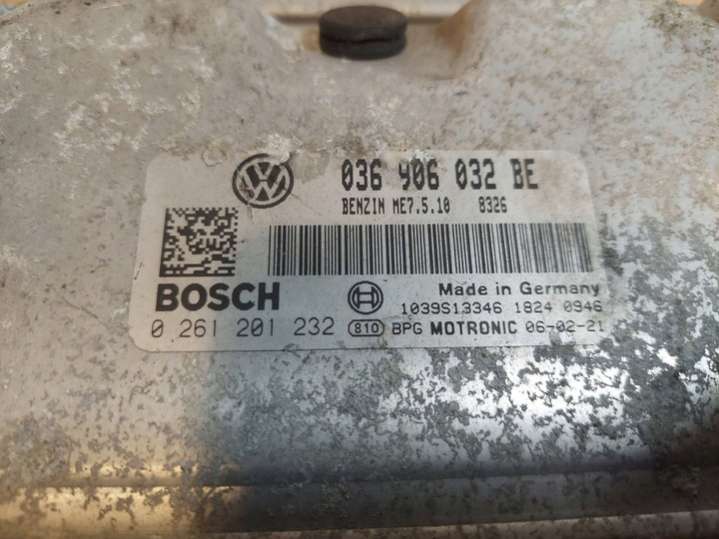 036 906 032 BE
BENZIN ME7.5.10 8326
BOSCH
Made in Germany
1039S13346 1824 0946
0 261 201 232 810 BPG MOTRONIC 06-02-21